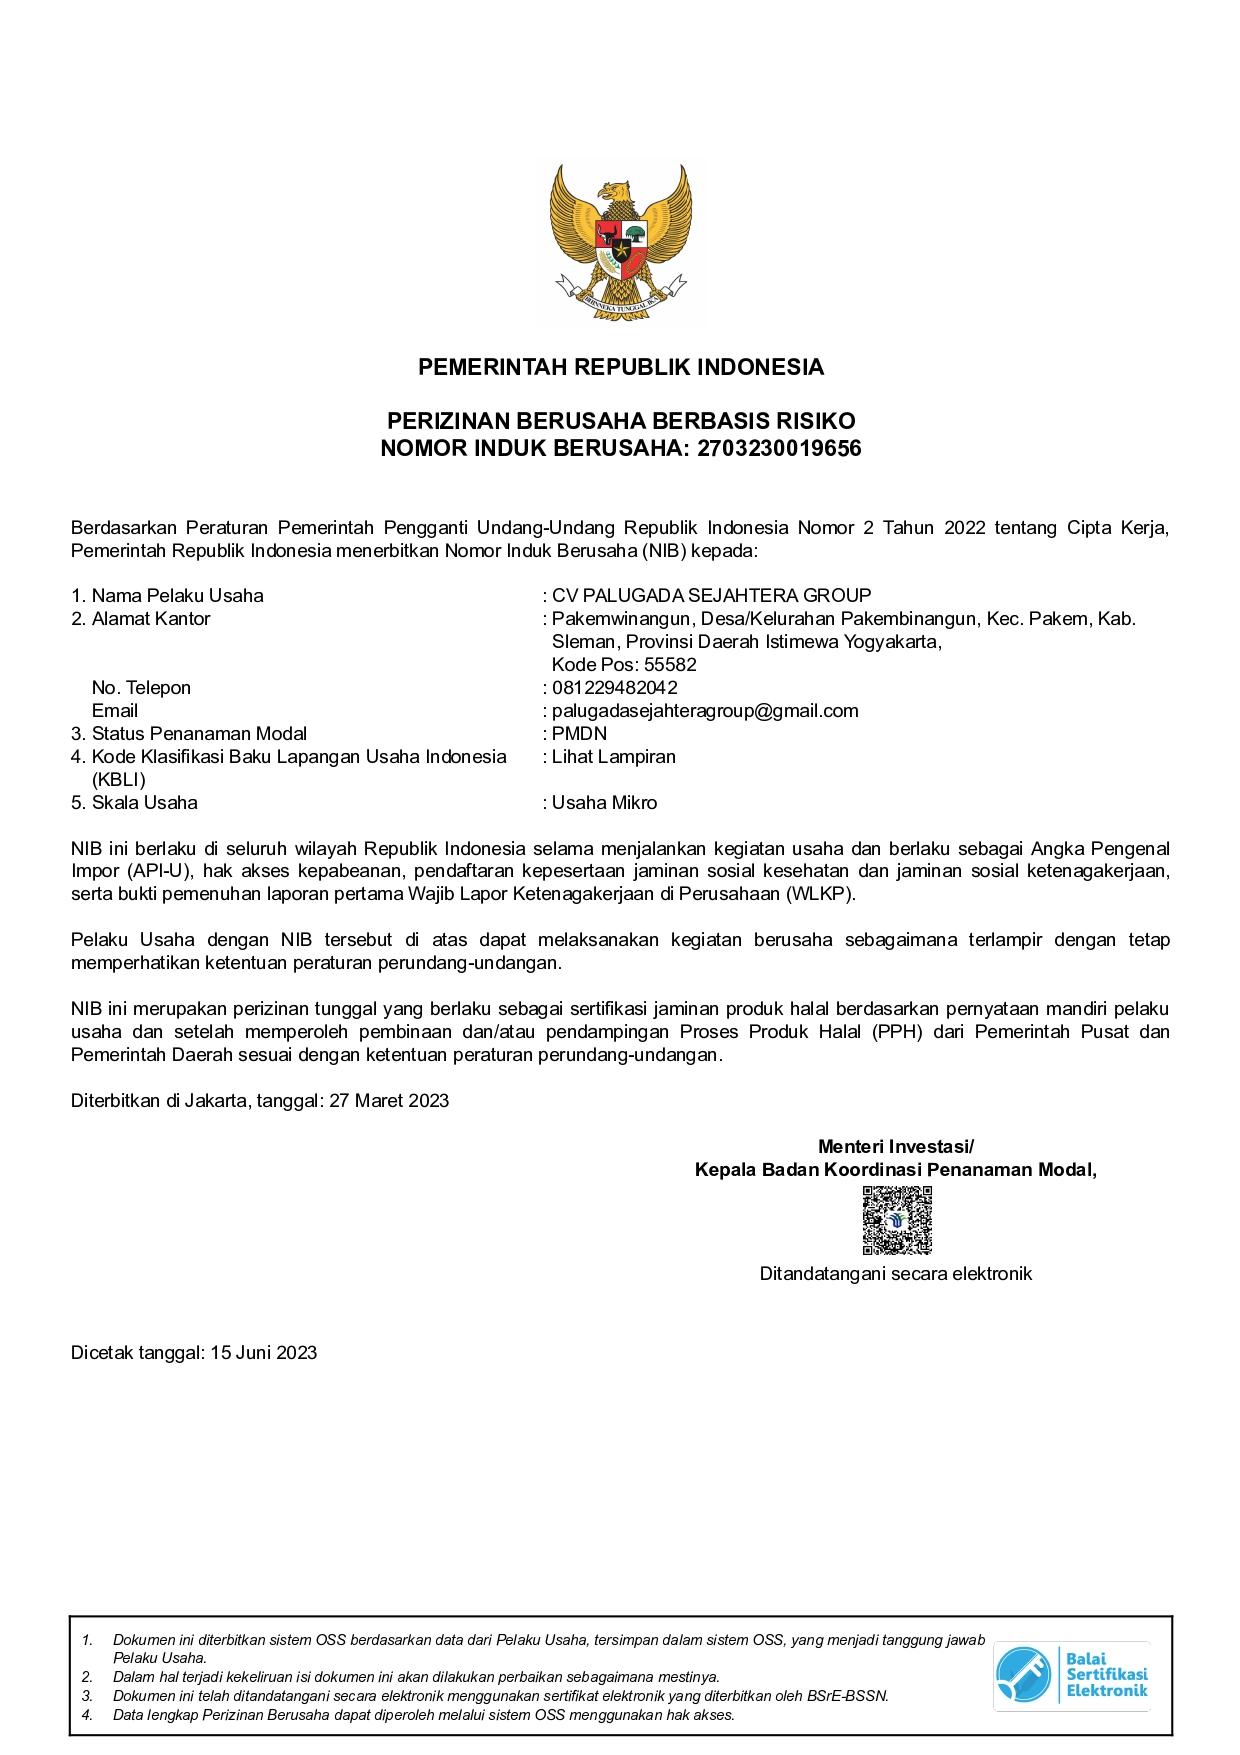 BHINNEKA TUNGGAL IKA
PEMERINTAH REPUBLIK INDONESIA
PERIZINAN BERUSAHA BERBASIS RISIKO
NOMOR INDUK BERUSAHA: 2703230019656
Berdasarkan Peraturan Pemerintah Pengganti Undang-Undang Republik Indonesia Nomor 2 Tahun 2022 tentang Cipta Kerja,
Pemerintah Republik Indonesia menerbitkan Nomor Induk Berusaha (NIB) kepada:
1. Nama Pelaku Usaha : CV PALUGADA SEJAHTERA GROUP
2. Alamat Kantor : Pakemwinangun, Desa/Kelurahan Pakembinangun, Kec. Pakem, Kab.
Sleman, Provinsi Daerah Istimewa Yogyakarta,
Kode Pos: 55582
No. Telepon : 081229482042
Email : palugadasejahteragroup@gmail.com
3. Status Penanaman Modal : PMDN
4. Kode Klasifikasi Baku Lapangan Usaha Indonesia : Lihat Lampiran
(KBLI)
5. Skala Usaha : Usaha Mikro
NIB ini berlaku di seluruh wilayah Republik Indonesia selama menjalankan kegiatan usaha dan berlaku sebagai Angka Pengenal
Impor (API-U), hak akses kepabeanan, pendaftaran kepesertaan jaminan sosial kesehatan dan jaminan sosial ketenagakerjaan,
serta bukti pemenuhan laporan pertama Wajib Lapor Ketenagakerjaan di Perusahaan (WLKP).
Pelaku Usaha dengan NIB tersebut di atas dapat melaksanakan kegiatan berusaha sebagaimana terlampir dengan tetap
memperhatikan ketentuan peraturan perundang-undangan.
NIB ini merupakan perizinan tunggal yang berlaku sebagai sertifikasi jaminan produk halal berdasarkan pernyataan mandiri pelaku
usaha dan setelah memperoleh pembinaan dan/atau pendampingan Proses Produk Halal (PPH) dari Pemerintah Pusat dan
Pemerintah Daerah sesuai dengan ketentuan peraturan perundang-undangan.
Diterbitkan di Jakarta, tanggal: 27 Maret 2023
Menteri Investasi/
Kepala Badan Koordinasi Penanaman Modal,
Ditandatangani secara elektronik
Dicetak tanggal: 15 Juni 2023
1. Dokumen ini diterbitkan sistem OSS berdasarkan data dari Pelaku Usaha, tersimpan dalam sistem OSS, yang menjadi tanggung jawab
Pelaku Usaha.
2. Dalam hal terjadi kekeliruan isi dokumen ini akan dilakukan perbaikan sebagaimana mestinya.
3. Dokumen ini telah ditandatangani secara elektronik menggunakan sertifikat elektronik yang diterbitkan oleh BSrE-BSSN.
4. Data lengkap Perizinan Berusaha dapat diperoleh melalui sistem OSS menggunakan hak akses.
Balai
Sertifikasi
Elektronik